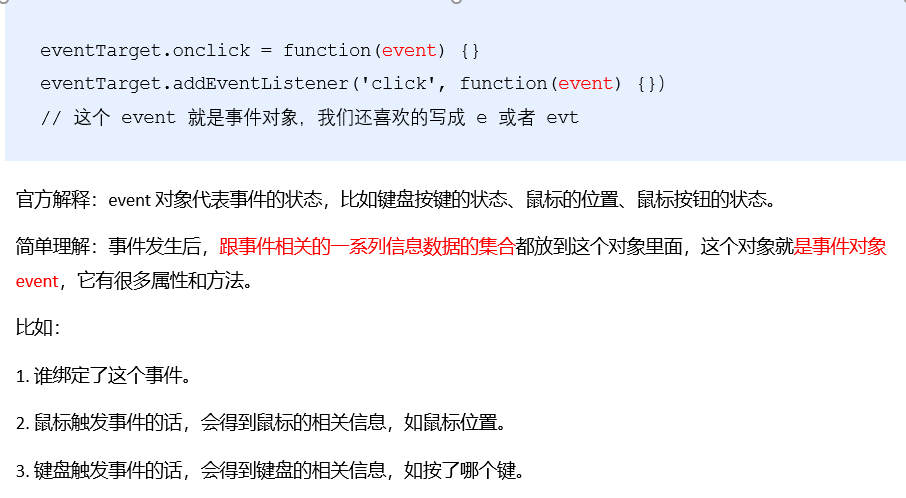 eventTarget.onclick = function(event) {}
eventTarget.addEventListener('click', function(event) {})
// 这个 event 就是事件对象，我们还喜欢的写成 e 或者 evt
官方解释：event 对象代表事件的状态，比如键盘按键的状态、鼠标的位置、鼠标按钮的状态。
简单理解：事件发生后，跟事件相关的一系列信息数据的集合都放到这个对象里面，这个对象就是事件对象
event，它有很多属性和方法。
比如：
1. 谁绑定了这个事件。
2. 鼠标触发事件的话，会得到鼠标的相关信息，如鼠标位置。
3. 键盘触发事件的话，会得到键盘的相关信息，如按了哪个键。